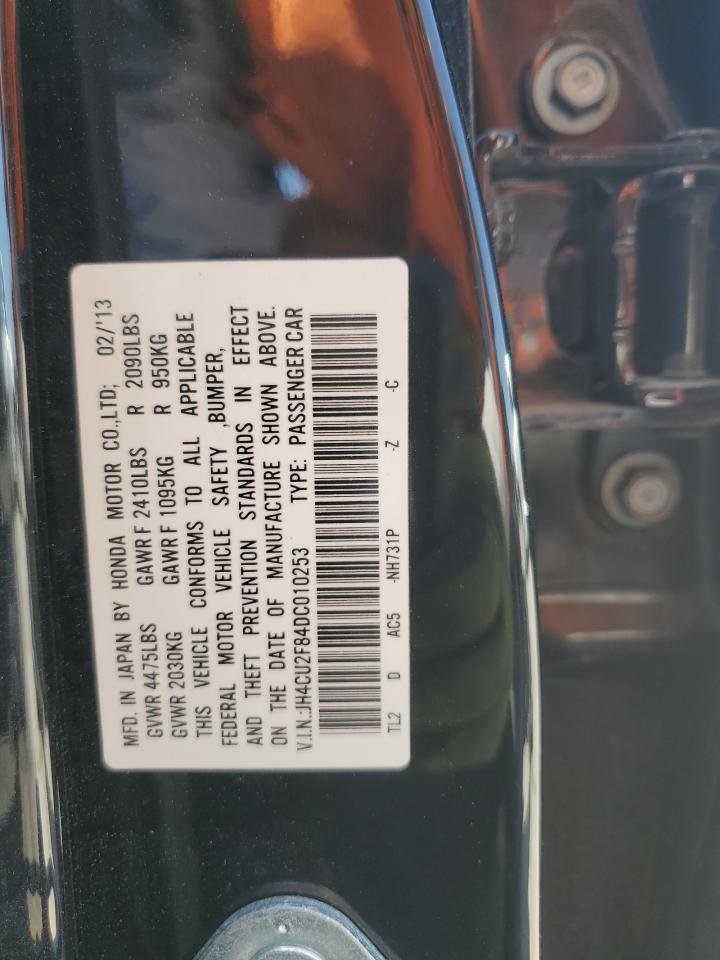 MFD. IN JAPAN BY HONDA MOTOR CO.,LTD; 02/'13
GVWR 4475LBS GAWR F 2410LBS R 2090LBS
GVWR 2030KG GAWR F 1095KG R 950KG
THIS VEHICLE CONFORMS TO ALL APPLICABLE
FEDERAL MOTOR VEHICLE SAFETY ,BUMPER,
AND THEFT PREVENTION STANDARDS IN EFFECT
ON THE DATE OF MANUFACTURE SHOWN ABOVE.
V.I.N.:JH4CU2F84DC010253 TYPE: PASSENGER CAR
TL2 D AC5 -NH731P -Z -C